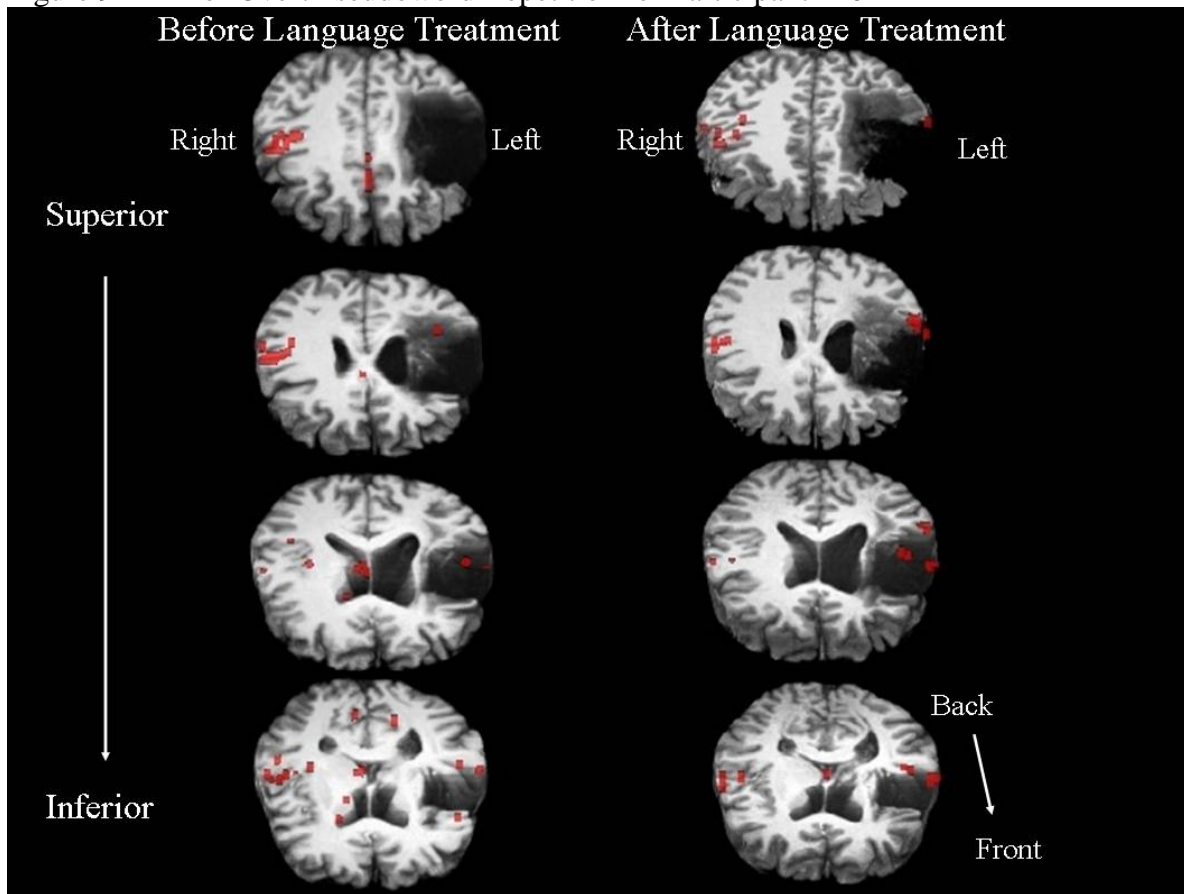 Before Language Treatment
After Language Treatment
Right
Left
Right
Left
Superior
Inferior
Back
Front